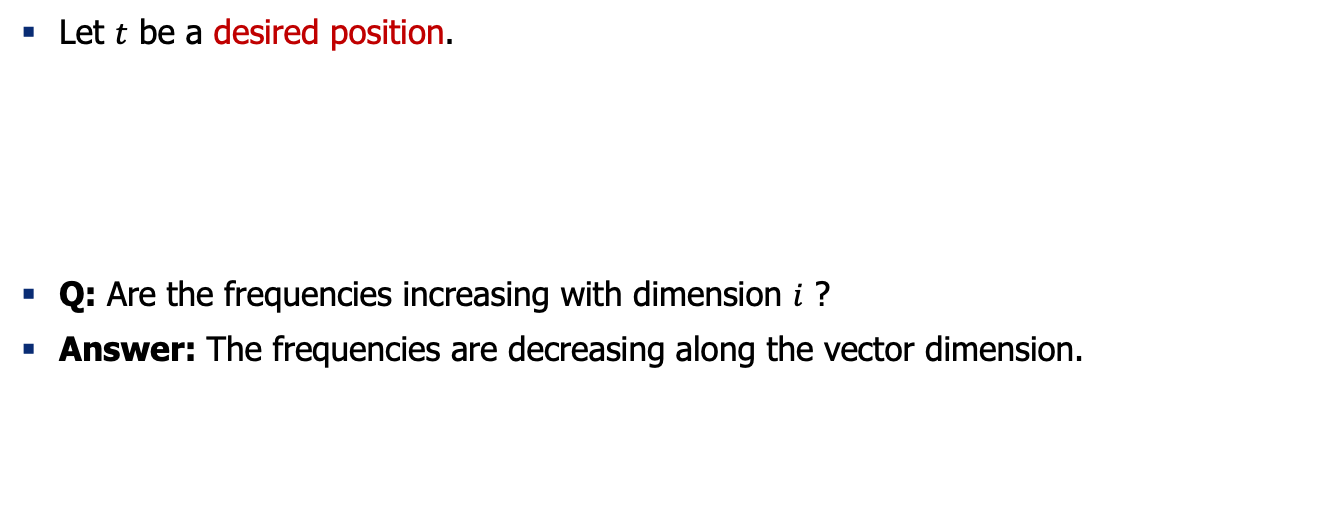 ▪ Let t be a desired position.
▪ Q: Are the frequencies increasing with dimension i ?
▪ Answer: The frequencies are decreasing along the vector dimension.